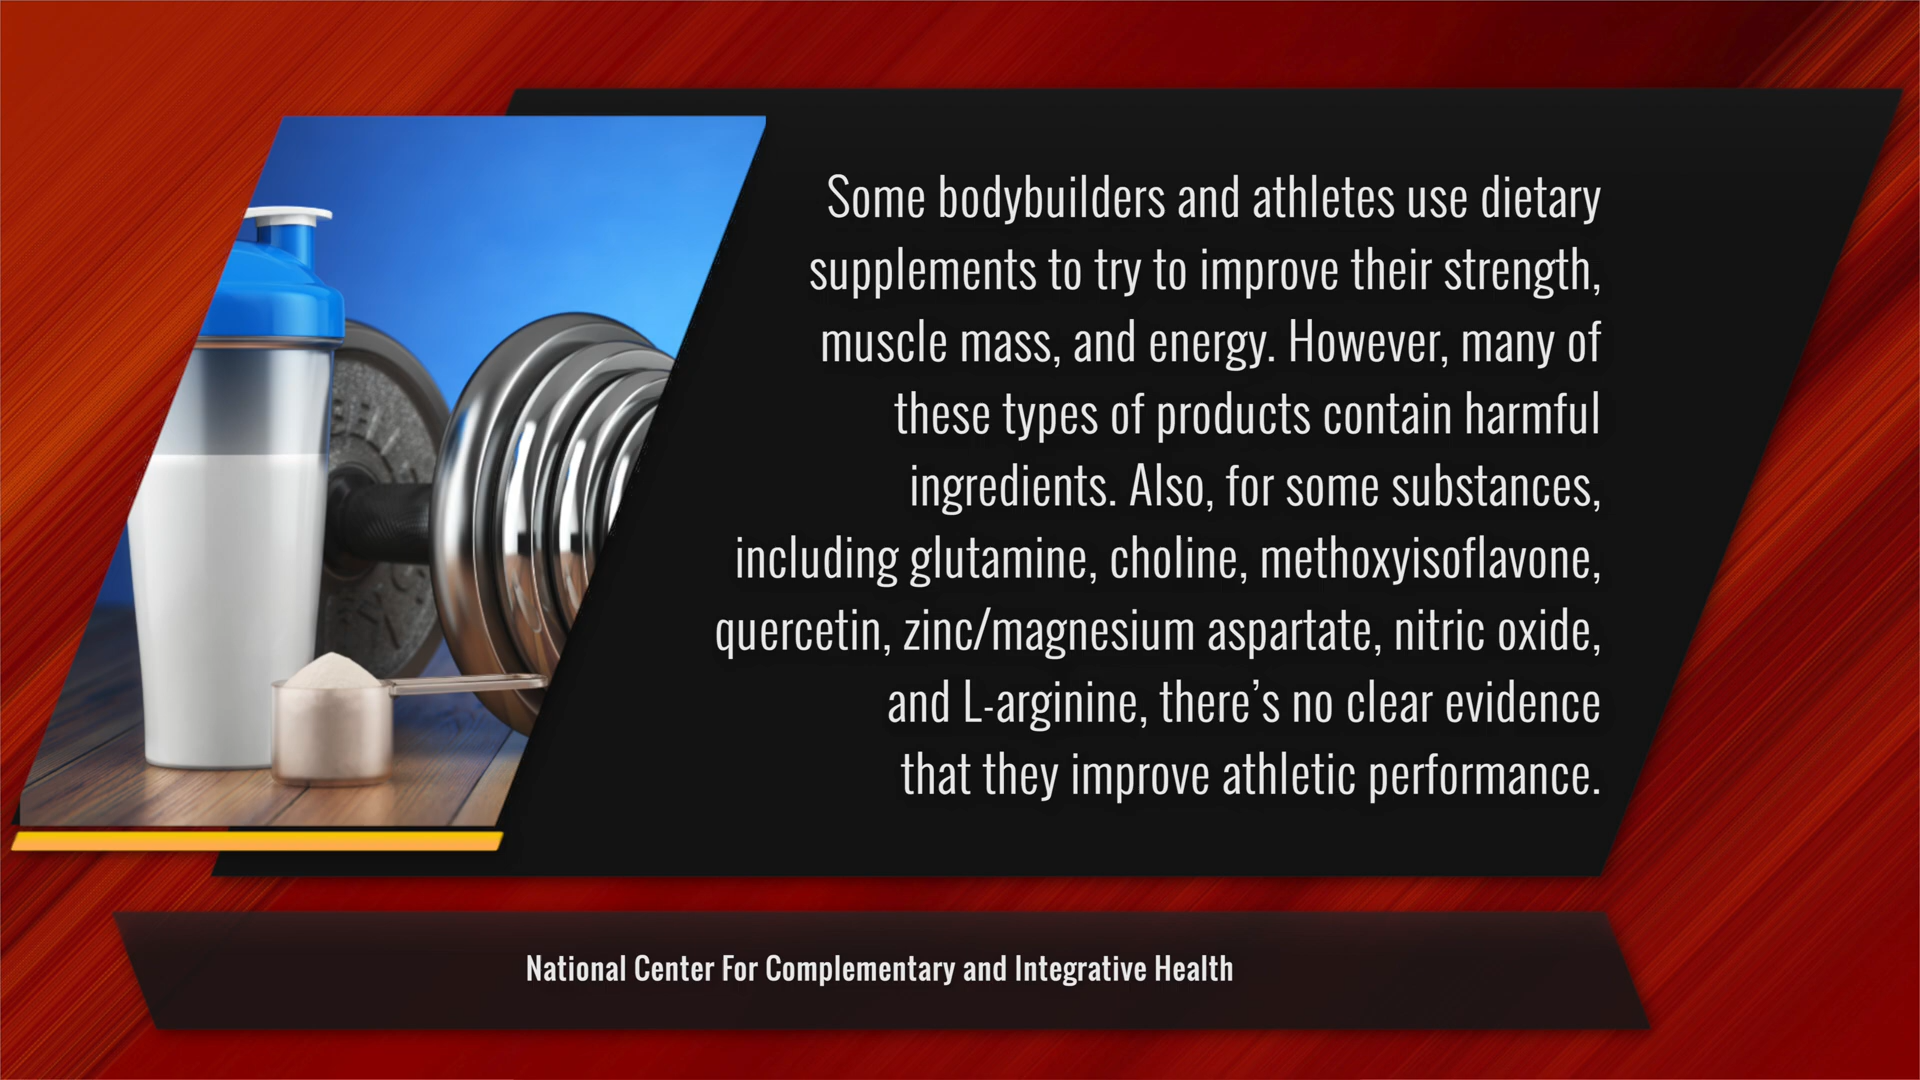 Some bodybuilders and athletes use dietary
supplements to try to improve their strength,
muscle mass, and energy. However, many of
these types of products contain harmful
ingredients. Also, for some substances,
including glutamine, choline, methoxyisoflavone,
quercetin, zinc/magnesium aspartate, nitric oxide,
and L-arginine, there’s no clear evidence
that they improve athletic performance.
National Center For Complementary and Integrative Health